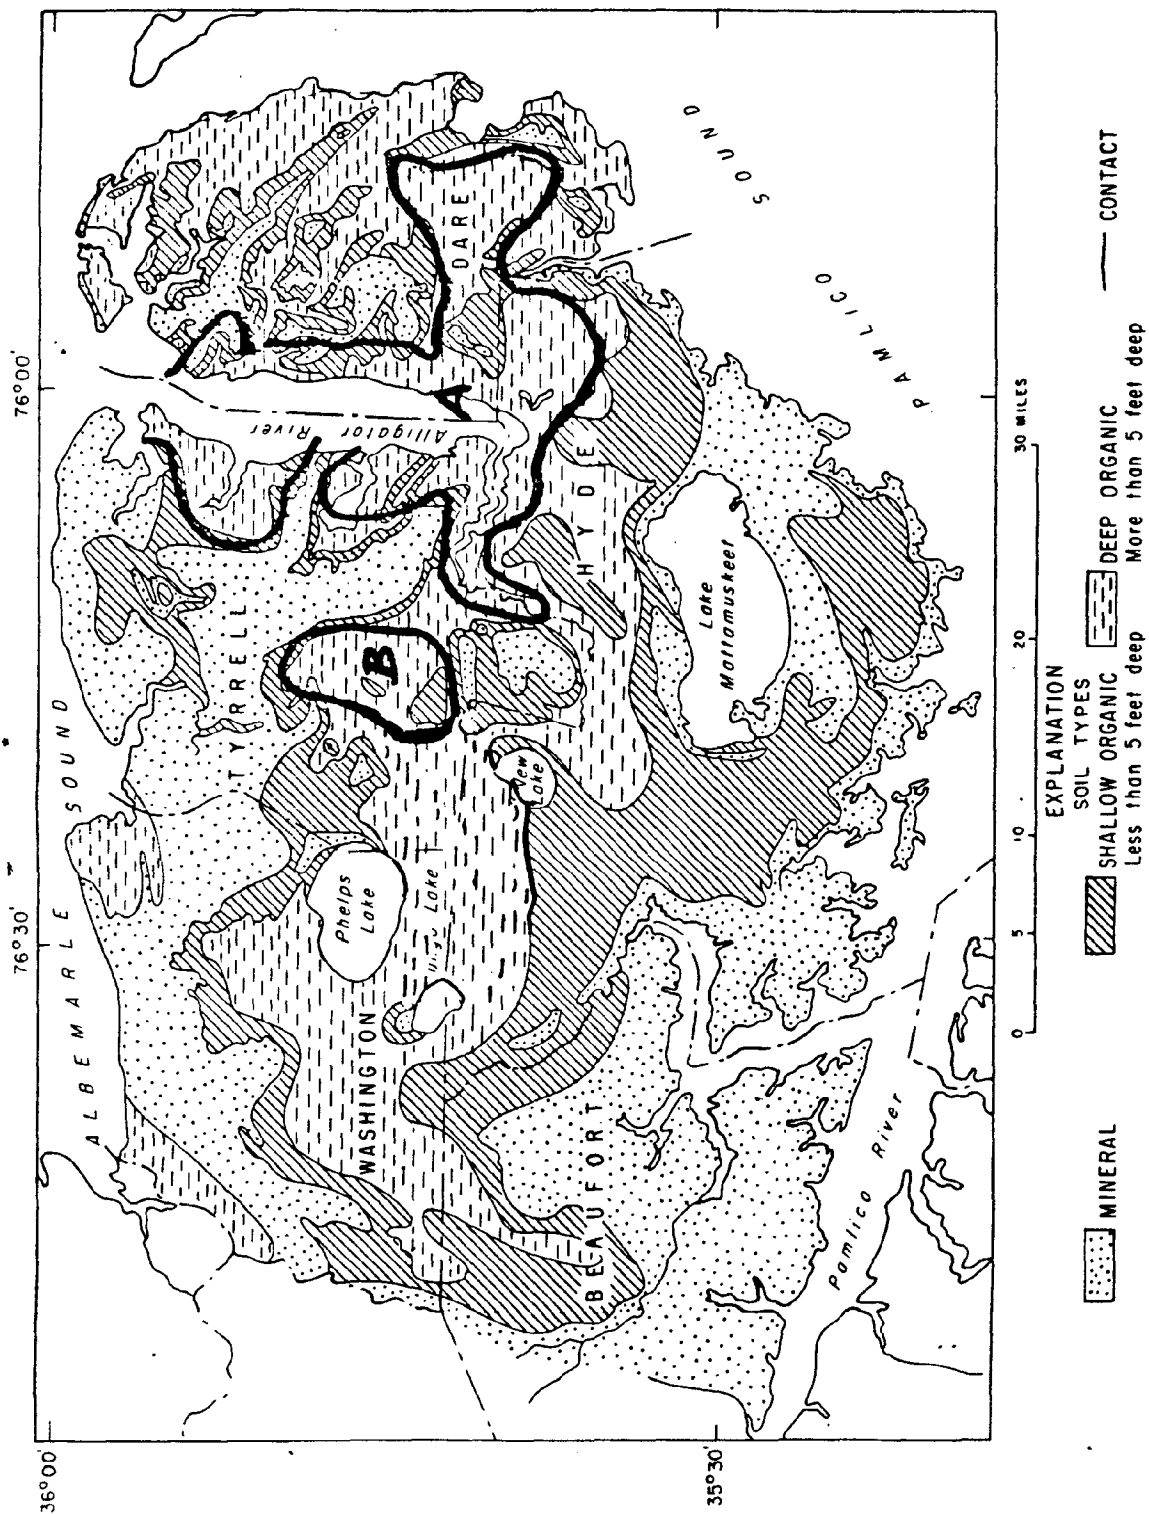 36°00'
76°30'
76°00'
35°30'
ALBEMARLE SOUND
TYRRELL
WASHINGTON
BEAUFORT
HYDE
DARE
Alligator River
Phelps
Lake
Lake
New
Lake
Lake
Mattamuskeet
A
B
PAMLICO SOUND
Pamlico River
0 5 10 20 30 MILES
EXPLANATION
SOIL TYPES
MINERAL
SHALLOW ORGANIC
Less than 5 feet deep
DEEP ORGANIC
More than 5 feet deep
CONTACT